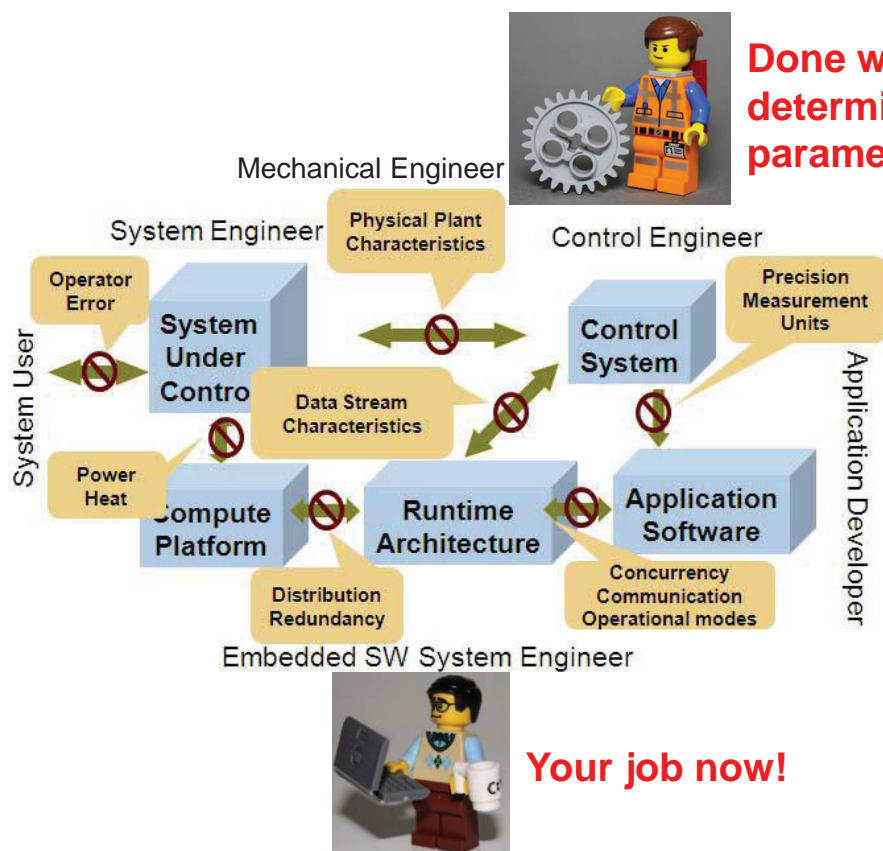 Done w
determi
parame
Mechanical Engineer
Physical Plant
Characteristics
System Engineer
Control Engineer
Operator
Error
Precision
Measurement
Units
System
Under
Contro
Control
System
System User
Application Developer
Data Stream
Characteristics
Power
Heat
Compute
Platform
Runtime
Architecture
Application
Software
Distribution
Redundancy
Concurrency
Communication
Operational modes
Embedded SW System Engineer
Your job now!